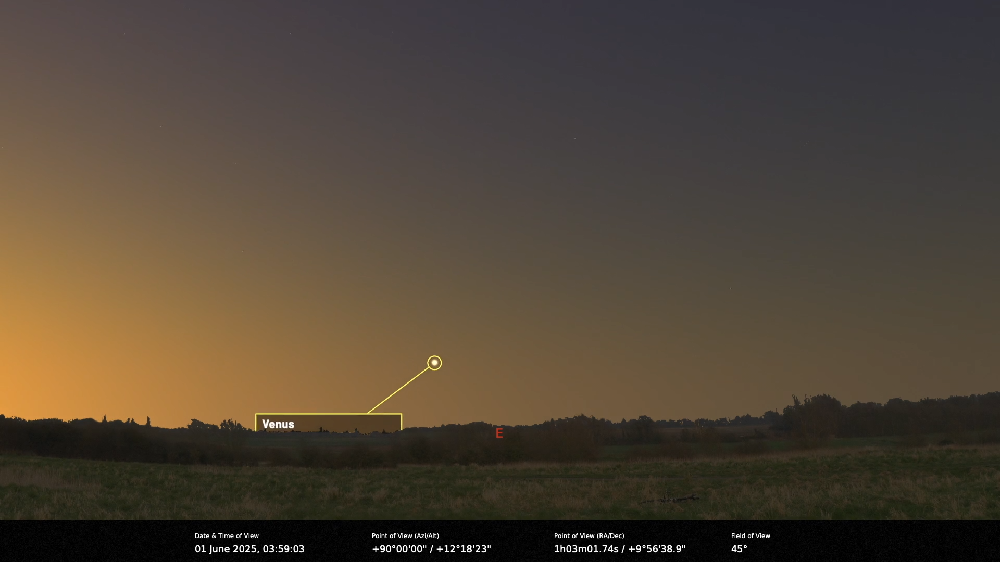 Venus
E
Date & Time of View
01 June 2025, 03:59:03
Point of View (Azi/Alt)
+90°00'00" / +12°18'23"
Point of View (RA/Dec)
1h03m01.74s / +9°56'38.9"
Field of View
45°